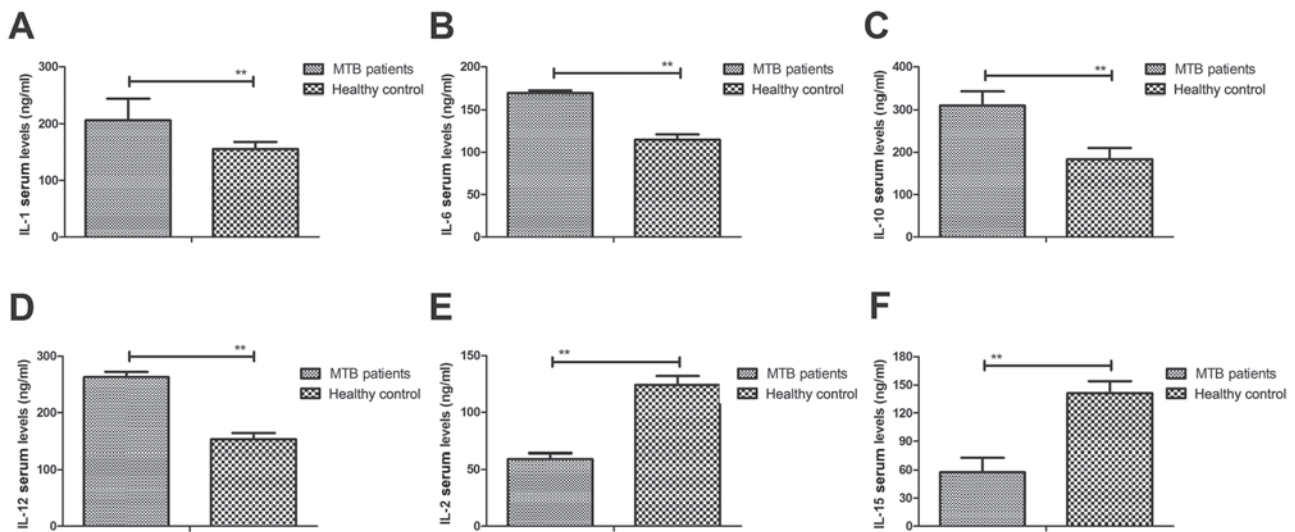 A
IL-1 serum levels (ng/ml)
300
200
100
0
**
MTB patients
Healthy control
B
IL-6 serum levels (ng/ml)
200
150
100
50
0
**
MTB patients
Healthy control
C
IL-10 serum levels (ng/ml)
400
300
200
100
0
**
MTB patients
Healthy control
D
IL-12 serum levels (ng/ml)
300
200
100
0
**
MTB patients
Healthy control
E
IL-2 serum levels (ng/ml)
150
100
50
0
**
MTB patients
Healthy control
F
IL-15 serum levels (ng/ml)
180
150
120
90
60
30
0
**
MTB patients
Healthy control